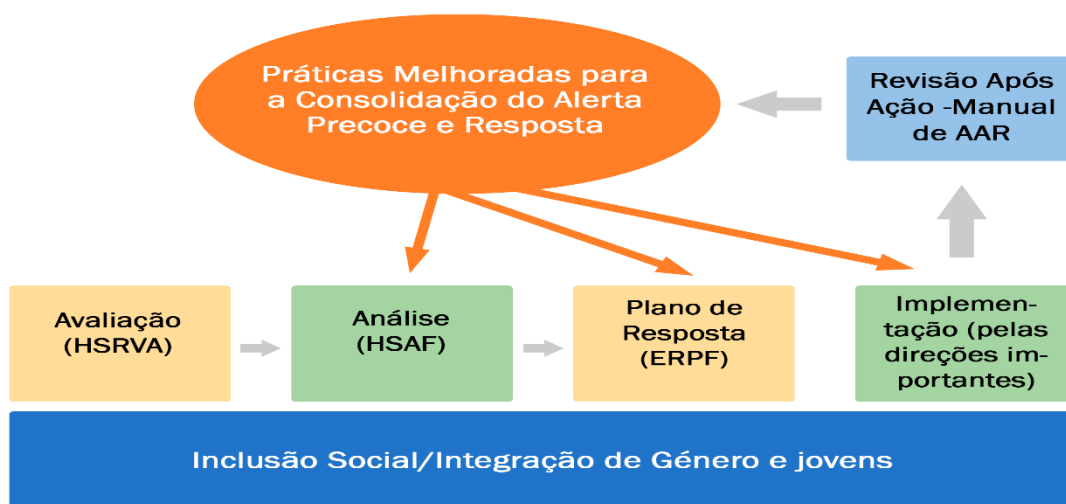 Práticas Melhoradas para
a Consolidação do Alerta
Precoce e Resposta
Revisão Após
Ação -Manual
de AAR
Avaliação
(HSRVA)
Análise
(HSAF)
Plano de
Resposta
(ERPF)
Implemen-
tação (pelas
direções im-
portantes)
Inclusão Social/Integração de Género e jovens